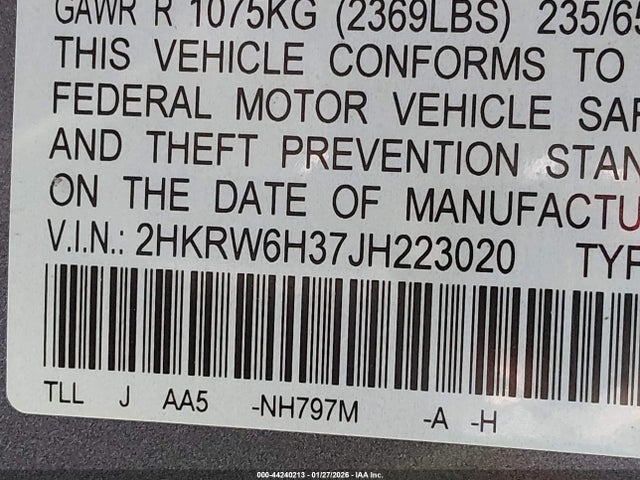 GAWR R 1075KG (2369LBS) 235/65
THIS VEHICLE CONFORMS TO
FEDERAL MOTOR VEHICLE SAF
AND THEFT PREVENTION STAN
ON THE DATE OF MANUFACTU
V.I.N.: 2HKRW6H37JH223020 TYP
TLL J AA5 -NH797M -A -H
000-44240213 - 01/27/2026 - IAA Inc.